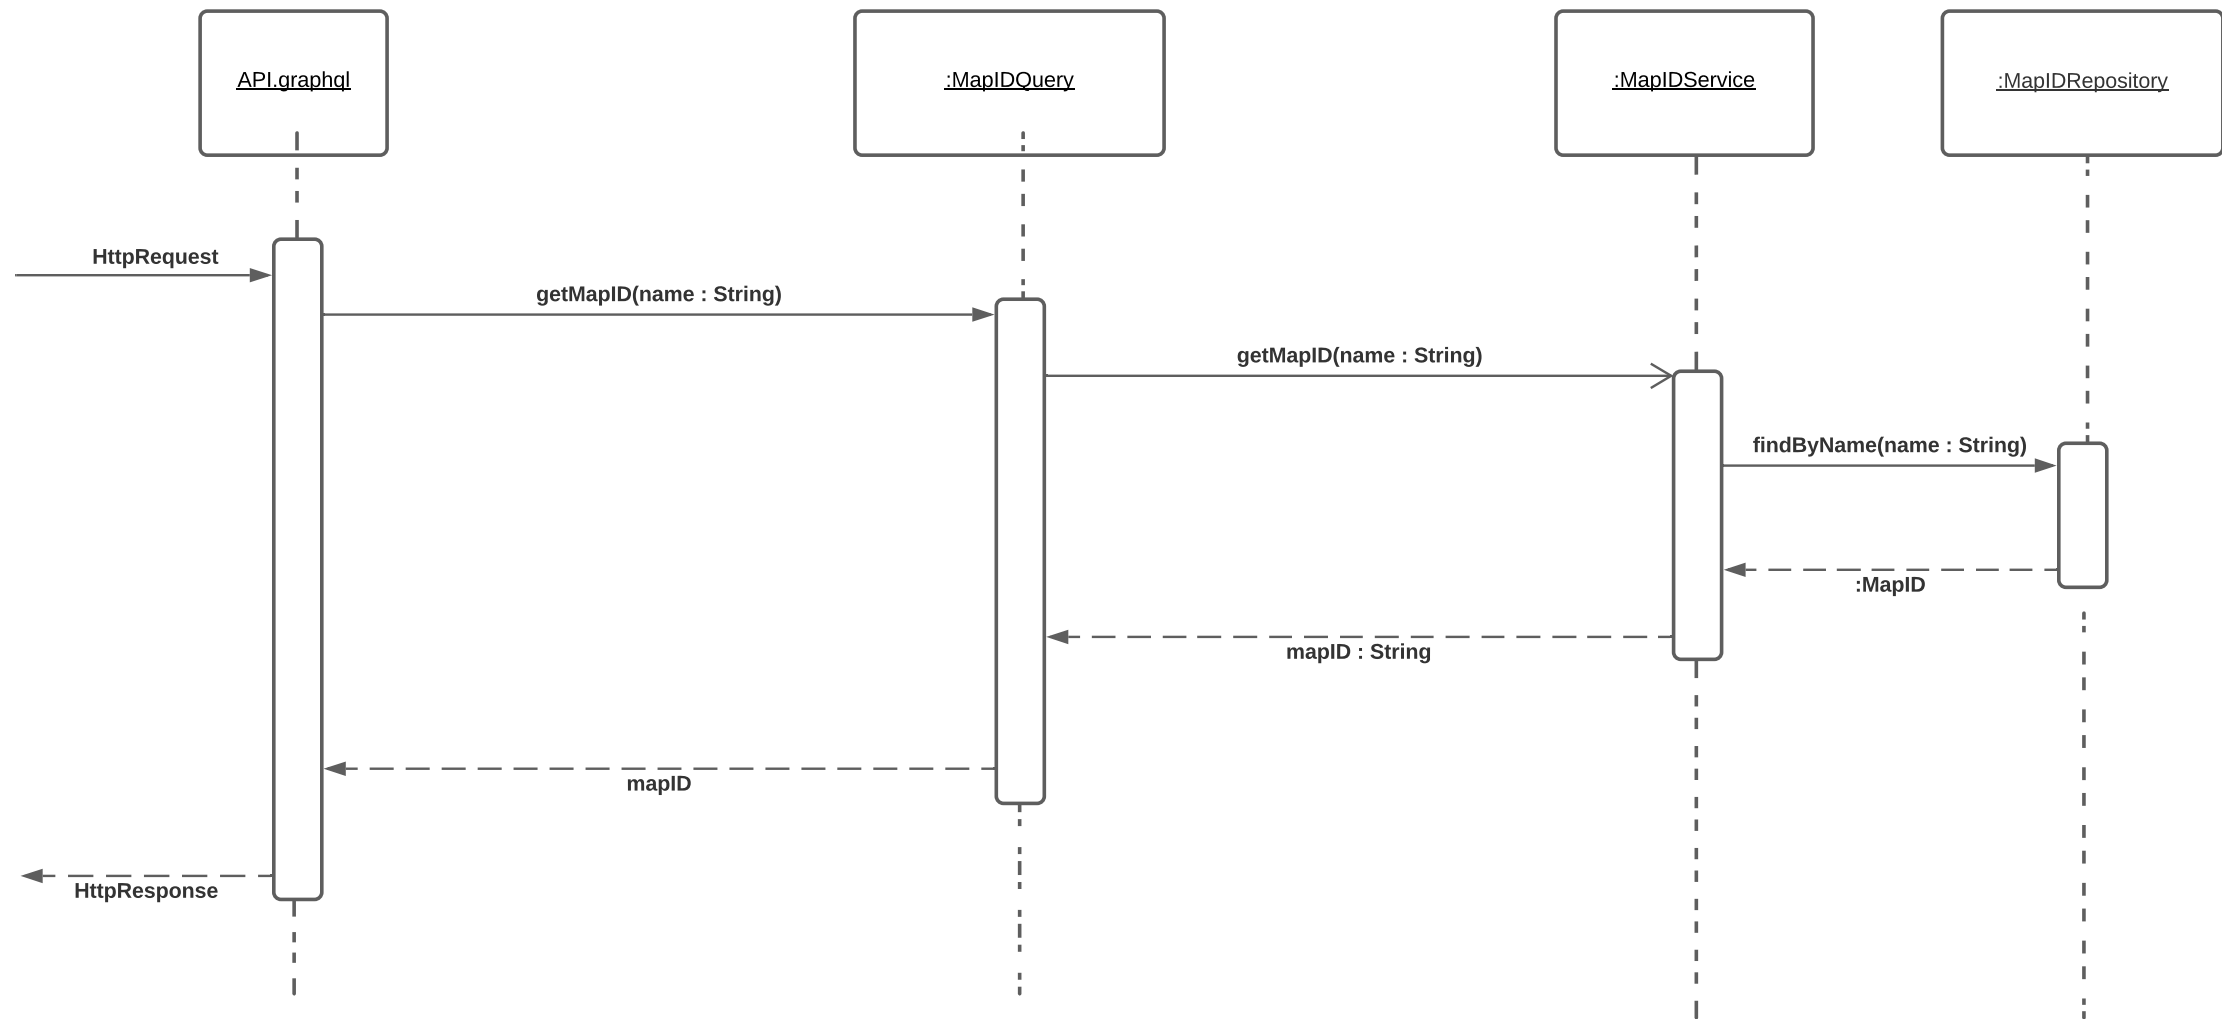 API.graphql
:MapIDQuery
:MapIDService
:MapIDRepository
HttpRequest
getMapID(name : String)
getMapID(name : String)
findByName(name : String)
:MapID
mapID : String
mapID
HttpResponse